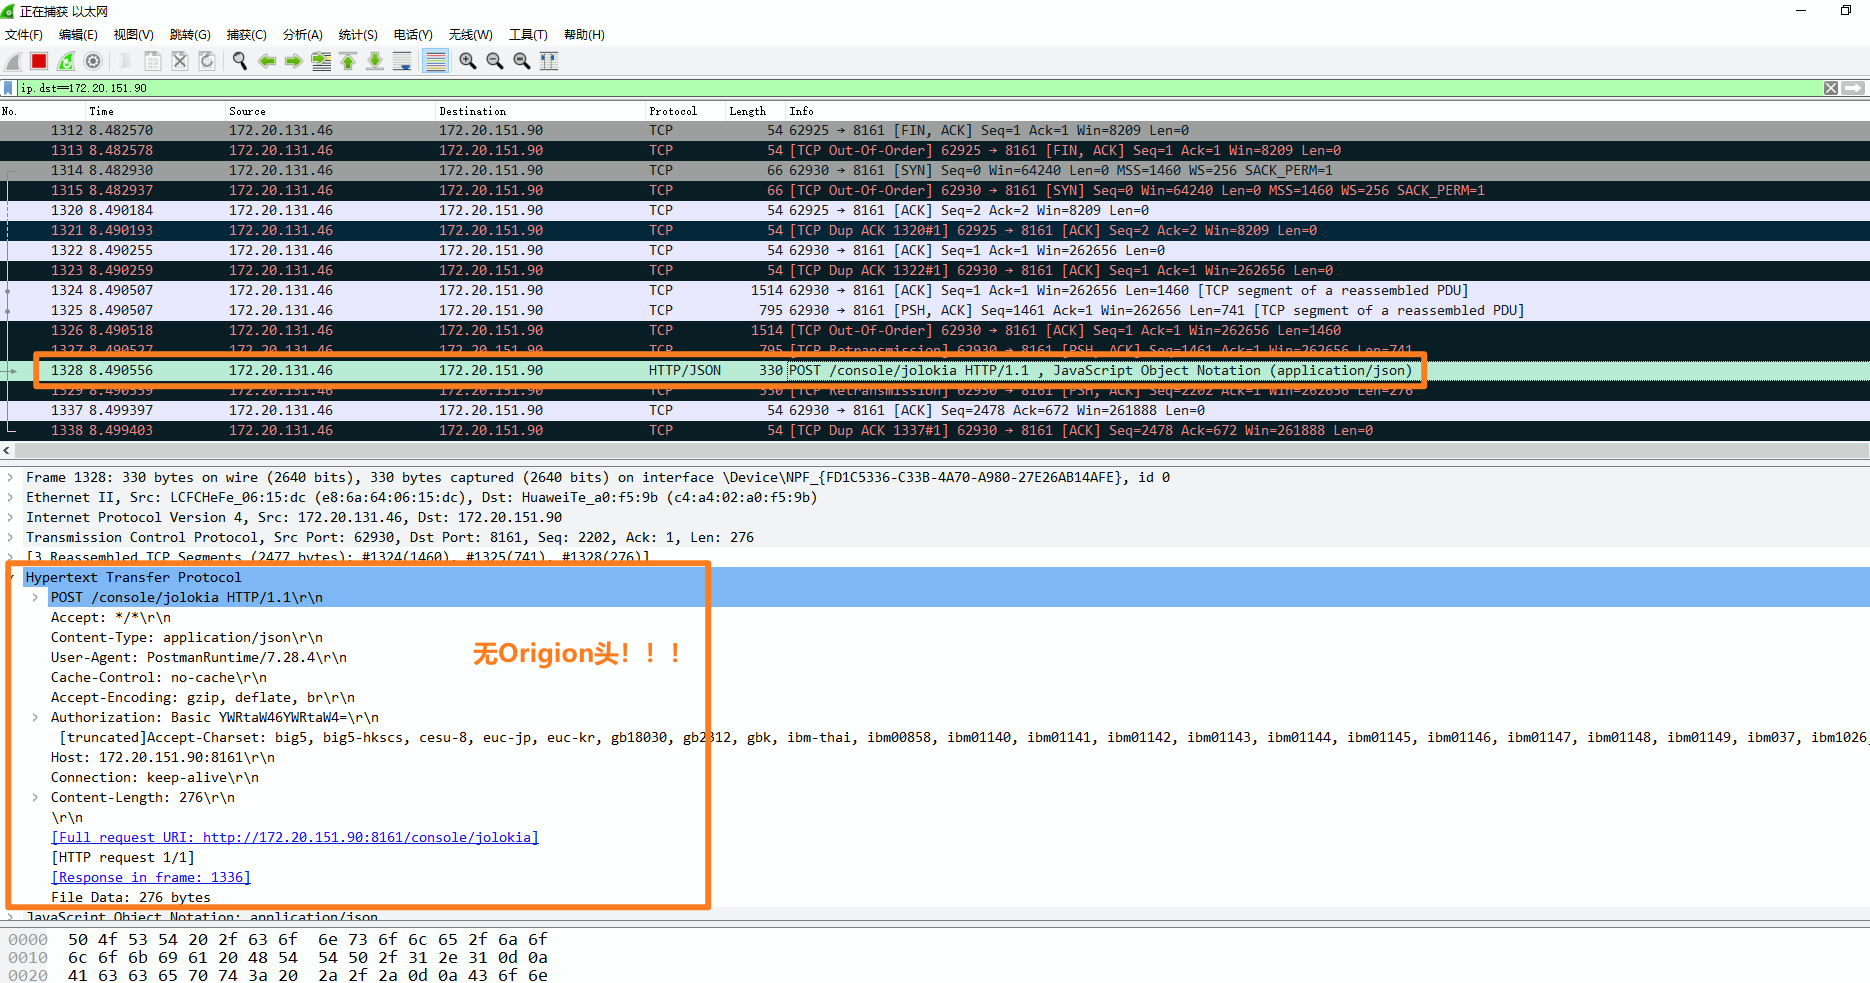 正在捕获 以太网
文件(F) 编辑(E) 视图(V) 跳转(G) 捕获(C) 分析(A) 统计(S) 电话(Y) 无线(W) 工具(T) 帮助(H)
ip.dst==172.20.151.90
No. Time Source Destination Protocol Length Info
1312 8.482570 172.20.131.46 172.20.151.90 TCP 54 62925 → 8161 [FIN, ACK] Seq=1 Ack=1 Win=8209 Len=0
1313 8.482578 172.20.131.46 172.20.151.90 TCP 54 [TCP Out-Of-Order] 62925 → 8161 [FIN, ACK] Seq=1 Ack=1 Win=8209 Len=0
1314 8.482930 172.20.131.46 172.20.151.90 TCP 66 62930 → 8161 [SYN] Seq=0 Win=64240 Len=0 MSS=1460 WS=256 SACK_PERM=1
1315 8.482937 172.20.131.46 172.20.151.90 TCP 66 [TCP Out-Of-Order] 62930 → 8161 [SYN] Seq=0 Win=64240 Len=0 MSS=1460 WS=256 SACK_PERM=1
1320 8.490184 172.20.131.46 172.20.151.90 TCP 54 62925 → 8161 [ACK] Seq=2 Ack=2 Win=8209 Len=0
1321 8.490193 172.20.131.46 172.20.151.90 TCP 54 [TCP Dup ACK 1320#1] 62925 → 8161 [ACK] Seq=2 Ack=2 Win=8209 Len=0
1322 8.490255 172.20.131.46 172.20.151.90 TCP 54 62930 → 8161 [ACK] Seq=1 Ack=1 Win=262656 Len=0
1323 8.490259 172.20.131.46 172.20.151.90 TCP 54 [TCP Dup ACK 1322#1] 62930 → 8161 [ACK] Seq=1 Ack=1 Win=262656 Len=0
1324 8.490507 172.20.131.46 172.20.151.90 TCP 1514 62930 → 8161 [ACK] Seq=1 Ack=1 Win=262656 Len=1460 [TCP segment of a reassembled PDU]
1325 8.490507 172.20.131.46 172.20.151.90 TCP 795 62930 → 8161 [PSH, ACK] Seq=1461 Ack=1 Win=262656 Len=741 [TCP segment of a reassembled PDU]
1326 8.490518 172.20.131.46 172.20.151.90 TCP 1514 [TCP Out-Of-Order] 62930 → 8161 [ACK] Seq=1 Ack=1 Win=262656 Len=1460
1327 8.490527 172.20.131.46 172.20.151.90 TCP 795 [TCP Retransmission] 62930 → 8161 [PSH, ACK] Seq=1461 Ack=1 Win=262656 Len=741
1328 8.490556 172.20.131.46 172.20.151.90 HTTP/JSON 330 POST /console/jolokia HTTP/1.1 , JavaScript Object Notation (application/json)
1329 8.490559 172.20.131.46 172.20.151.90 TCP 330 [TCP Retransmission] 62930 → 8161 [PSH, ACK] Seq=2202 Ack=1 Win=262656 Len=276
1337 8.499397 172.20.131.46 172.20.151.90 TCP 54 62930 → 8161 [ACK] Seq=2478 Ack=672 Win=261888 Len=0
1338 8.499403 172.20.131.46 172.20.151.90 TCP 54 [TCP Dup ACK 1337#1] 62930 → 8161 [ACK] Seq=2478 Ack=672 Win=261888 Len=0
Frame 1328: 330 bytes on wire (2640 bits), 330 bytes captured (2640 bits) on interface \Device\NPF_{FD1C5336-C33B-4A70-A980-27E26AB14AFE}, id 0
Ethernet II, Src: LCFCHeFe_06:15:dc (e8:6a:64:06:15:dc), Dst: HuaweiTe_a0:f5:9b (c4:a4:02:a0:f5:9b)
Internet Protocol Version 4, Src: 172.20.131.46, Dst: 172.20.151.90
Transmission Control Protocol, Src Port: 62930, Dst Port: 8161, Seq: 2202, Ack: 1, Len: 276
[3 Reassembled TCP Segments (2477 bytes): #1324(1460), #1325(741), #1328(276)]
Hypertext Transfer Protocol
POST /console/jolokia HTTP/1.1\r\n
Accept: */*\r\n
Content-Type: application/json\r\n
无Origion头！！！
User-Agent: PostmanRuntime/7.28.4\r\n
Cache-Control: no-cache\r\n
Accept-Encoding: gzip, deflate, br\r\n
Authorization: Basic YWRtaW46YWRtaW4=\r\n
[truncated]Accept-Charset: big5, big5-hkscs, cesu-8, euc-jp, euc-kr, gb18030, gb2312, gbk, ibm-thai, ibm00858, ibm01140, ibm01141, ibm01142, ibm01143, ibm01144, ibm01145, ibm01146, ibm01147, ibm01148, ibm01149, ibm037, ibm1026,
Host: 172.20.151.90:8161\r\n
Connection: keep-alive\r\n
Content-Length: 276\r\n
\r\n
[Full request URI: http://172.20.151.90:8161/console/jolokia]
[HTTP request 1/1]
[Response in frame: 1336]
File Data: 276 bytes
JavaScript Object Notation: application/json
0000 50 4f 53 54 20 2f 63 6f 6e 73 6f 6c 65 2f 6a 6f
0010 6c 6f 6b 69 61 20 48 54 54 50 2f 31 2e 31 0d 0a
0020 41 63 63 65 70 74 3a 20 2a 2f 2a 0d 0a 43 6f 6e